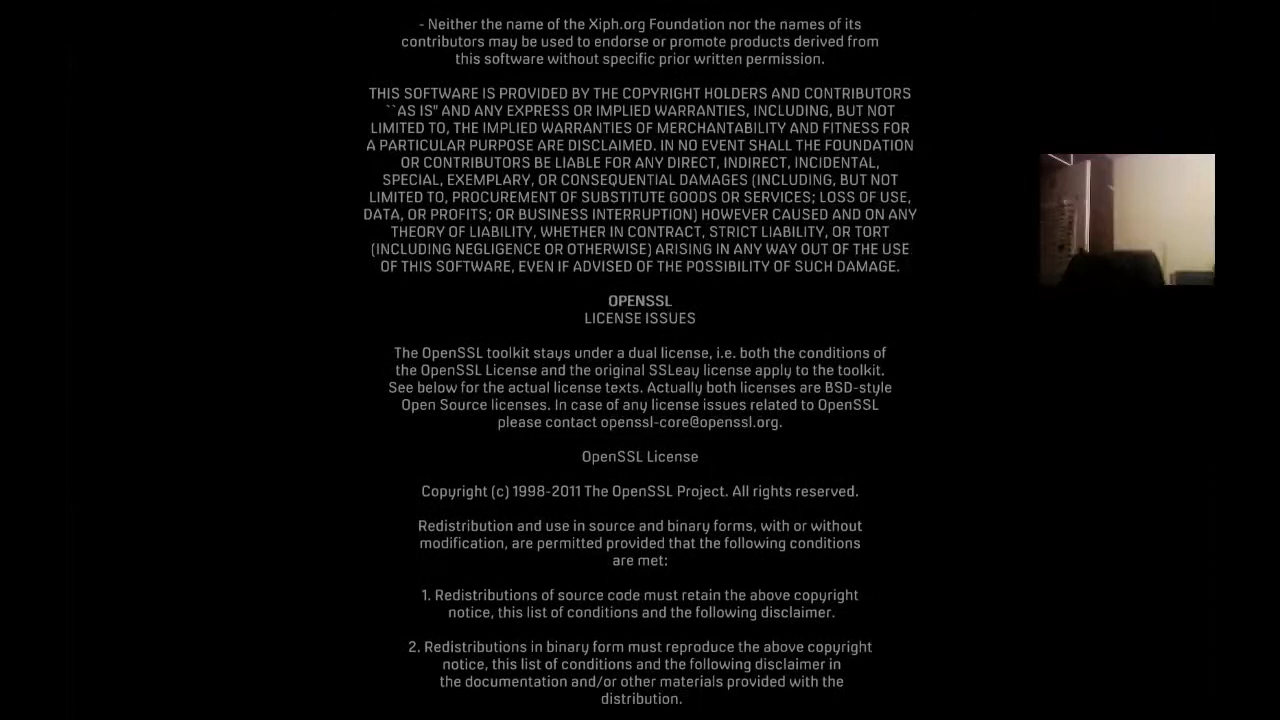 - Neither the name of the Xiph.org Foundation nor the names of its
contributors may be used to endorse or promote products derived from
this software without specific prior written permission.
THIS SOFTWARE IS PROVIDED BY THE COPYRIGHT HOLDERS AND CONTRIBUTORS
``AS IS" AND ANY EXPRESS OR IMPLIED WARRANTIES, INCLUDING, BUT NOT
LIMITED TO, THE IMPLIED WARRANTIES OF MERCHANTABILITY AND FITNESS FOR
A PARTICULAR PURPOSE ARE DISCLAIMED. IN NO EVENT SHALL THE FOUNDATION
OR CONTRIBUTORS BE LIABLE FOR ANY DIRECT, INDIRECT, INCIDENTAL,
SPECIAL, EXEMPLARY, OR CONSEQUENTIAL DAMAGES (INCLUDING, BUT NOT
LIMITED TO, PROCUREMENT OF SUBSTITUTE GOODS OR SERVICES; LOSS OF USE,
DATA, OR PROFITS; OR BUSINESS INTERRUPTION) HOWEVER CAUSED AND ON ANY
THEORY OF LIABILITY, WHETHER IN CONTRACT, STRICT LIABILITY, OR TORT
(INCLUDING NEGLIGENCE OR OTHERWISE) ARISING IN ANY WAY OUT OF THE USE
OF THIS SOFTWARE, EVEN IF ADVISED OF THE POSSIBILITY OF SUCH DAMAGE.
OPENSSL
LICENSE ISSUES
The OpenSSL toolkit stays under a dual license, i.e. both the conditions of
the OpenSSL License and the original SSLeay license apply to the toolkit.
See below for the actual license texts. Actually both licenses are BSD-style
Open Source licenses. In case of any license issues related to OpenSSL
please contact openssl-core@openssl.org.
OpenSSL License
Copyright (c) 1998-2011 The OpenSSL Project. All rights reserved.
Redistribution and use in source and binary forms, with or without
modification, are permitted provided that the following conditions
are met:
1. Redistributions of source code must retain the above copyright
notice, this list of conditions and the following disclaimer.
2. Redistributions in binary form must reproduce the above copyright
notice, this list of conditions and the following disclaimer in
the documentation and/or other materials provided with the
distribution.